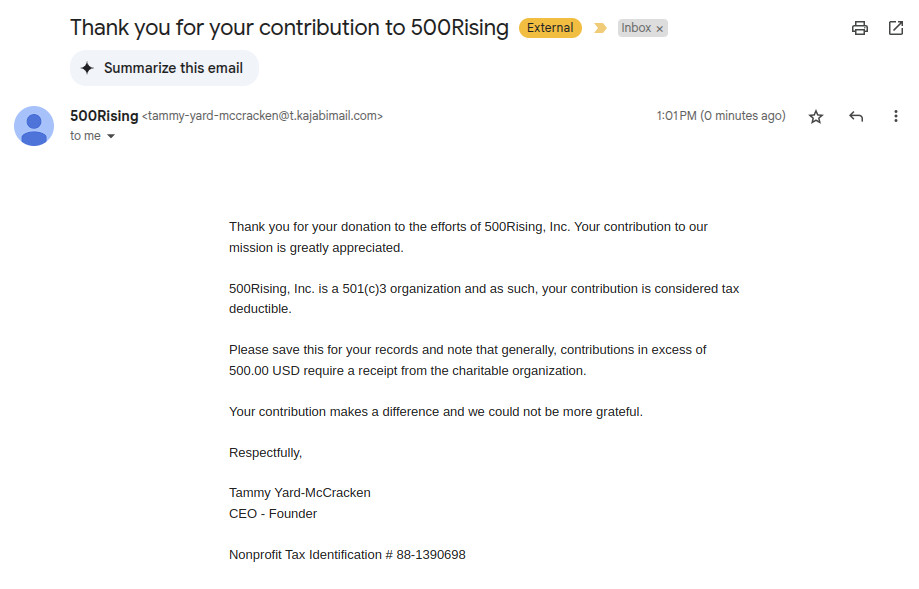 Thank you for your contribution to 500Rising External Inbox ×
Summarize this email
500Rising <tammy-yard-mccracken@t.kajabimail.com> 1:01 PM (0 minutes ago)
to me
Thank you for your donation to the efforts of 500Rising, Inc. Your contribution to our
mission is greatly appreciated.
500Rising, Inc. is a 501(c)3 organization and as such, your contribution is considered tax
deductible.
Please save this for your records and note that generally, contributions in excess of
500.00 USD require a receipt from the charitable organization.
Your contribution makes a difference and we could not be more grateful.
Respectfully,
Tammy Yard-McCracken
CEO - Founder
Nonprofit Tax Identification # 88-1390698